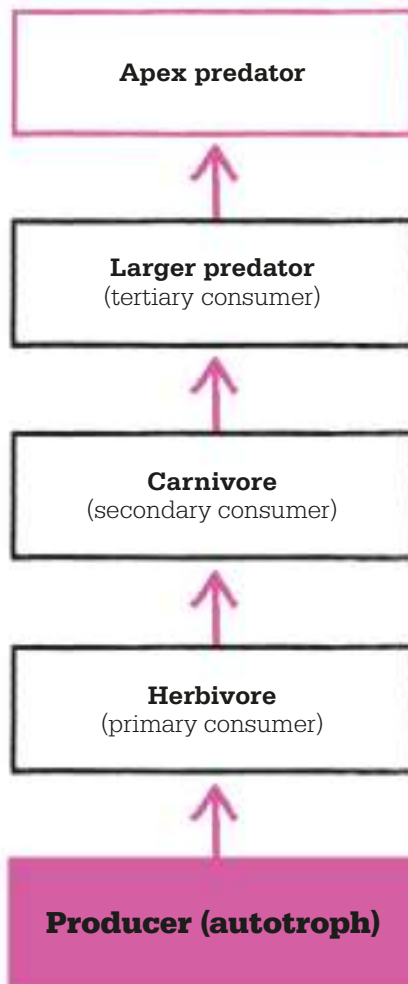 Apex predator
Larger predator
(tertiary consumer)
Carnivore
(secondary consumer)
Herbivore
(primary consumer)
Producer (autotroph)